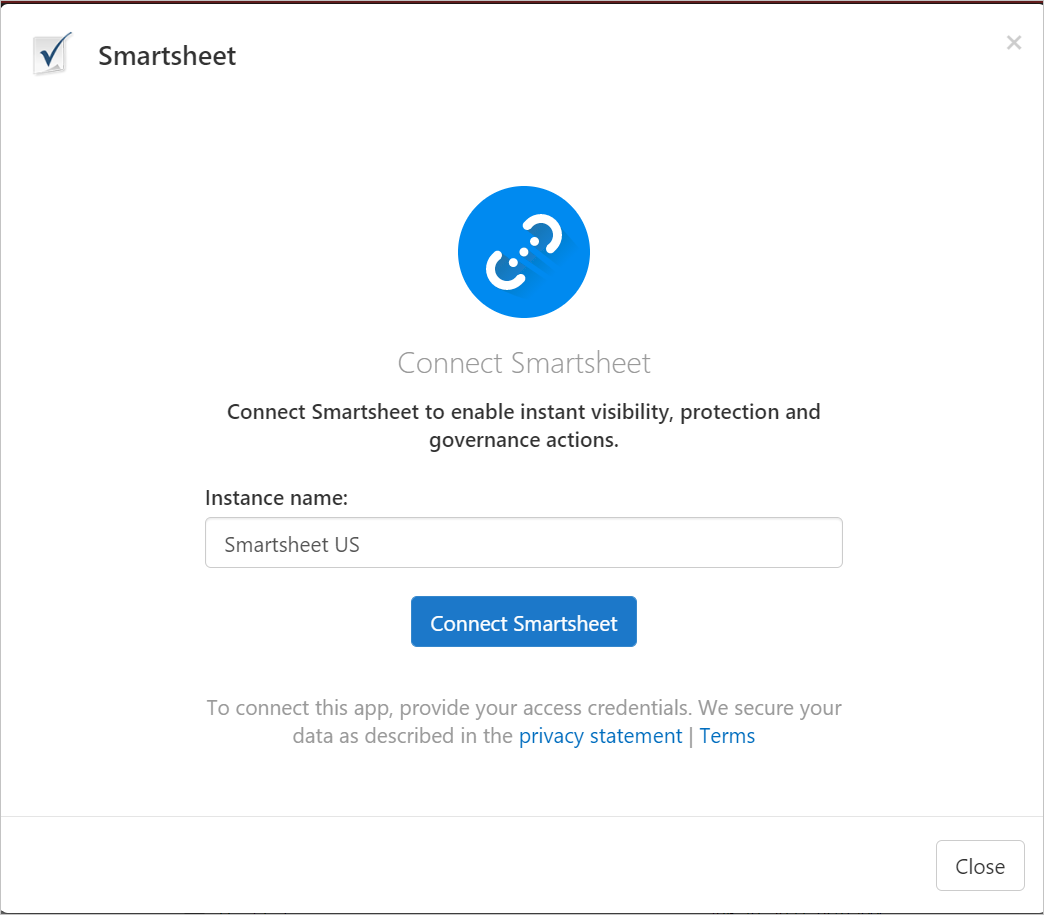 Smartsheet
×
Connect Smartsheet
Connect Smartsheet to enable instant visibility, protection and
governance actions.
Instance name:
Smartsheet US
Connect Smartsheet
To connect this app, provide your access credentials. We secure your
data as described in the privacy statement | Terms
Close